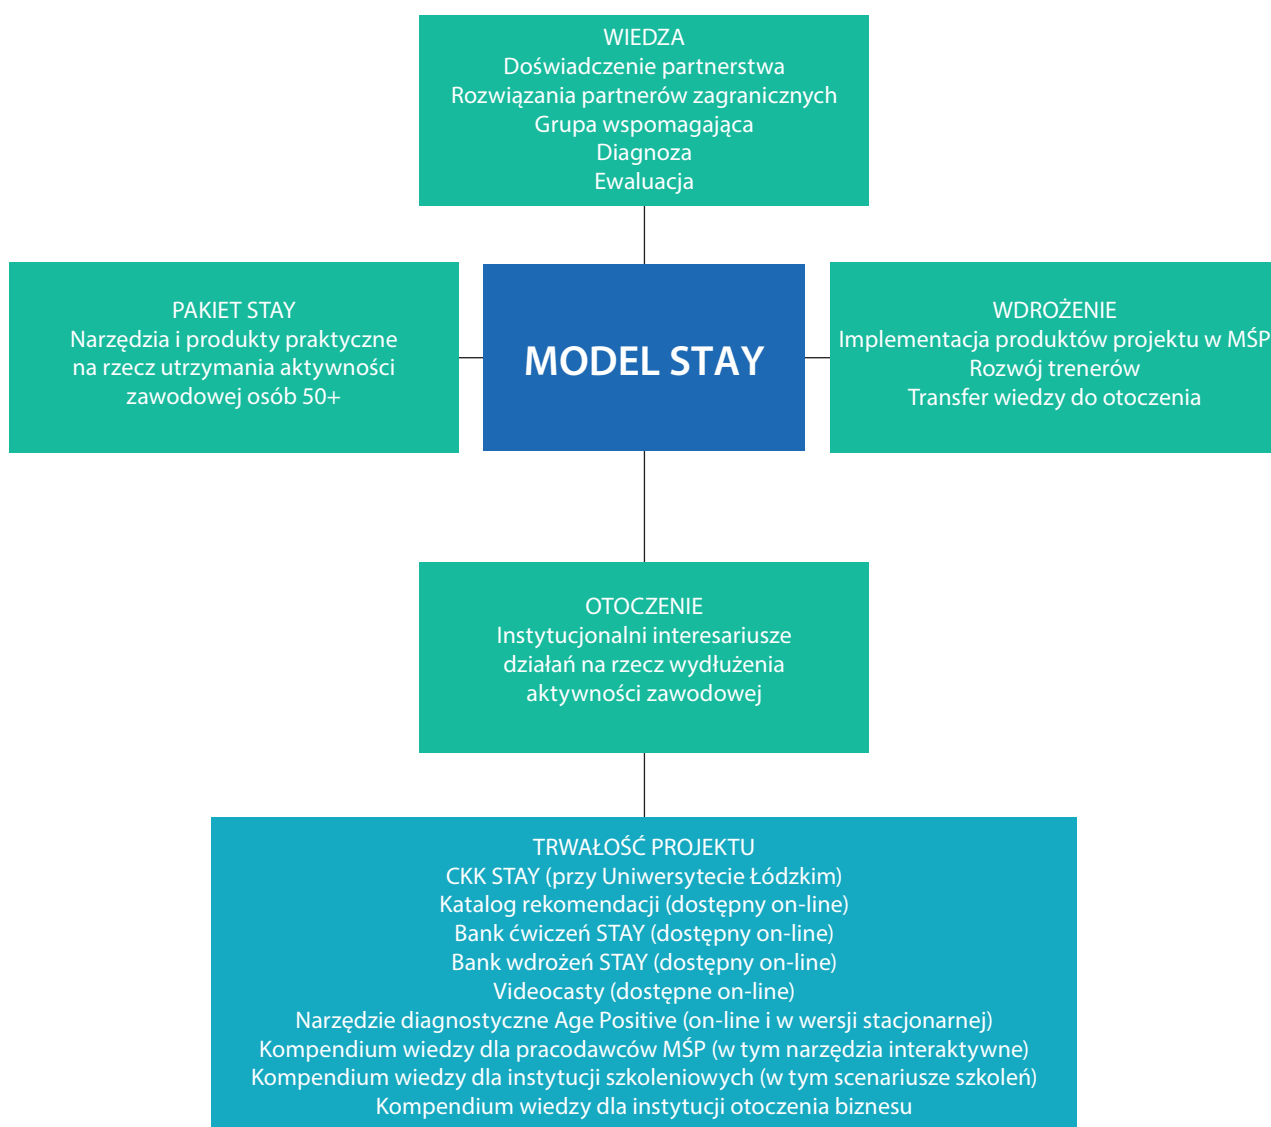 WIEDZA
Doświadczenie partnerstwa
Rozwiązania partnerów zagranicznych
Grupa wspomagająca
Diagnoza
Ewaluacja
PAKIET STAY
Narzędzia i produkty praktyczne
na rzecz utrzymania aktywności
zawodowej osób 50+
MODEL STAY
WDROŻENIE
Implementacja produktów projektu w MŚP
Rozwój trenerów
Transfer wiedzy do otoczenia
OTOCZENIE
Instytucjonalni interesariusze
działań na rzecz wydłużenia
aktywności zawodowej
TRWAŁOŚĆ PROJEKTU
CKK STAY (przy Uniwersytecie Łódzkim)
Katalog rekomendacji (dostępny on-line)
Bank ćwiczeń STAY (dostępny on-line)
Bank wdrożeń STAY (dostępny on-line)
Videocasty (dostępne on-line)
Narzędzie diagnostyczne Age Positive (on-line i w wersji stacjonarnej)
Kompendium wiedzy dla pracodawców MŚP (w tym narzędzia interaktywne)
Kompendium wiedzy dla instytucji szkoleniowych (w tym scenariusze szkoleń)
Kompendium wiedzy dla instytucji otoczenia biznesu